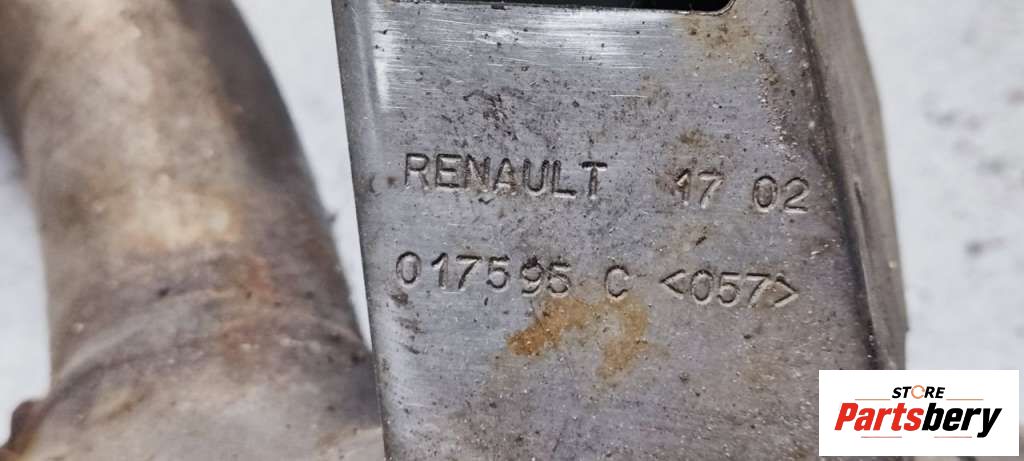 RENAULT 17 02
017595 C <057>
STORE
Partsbery